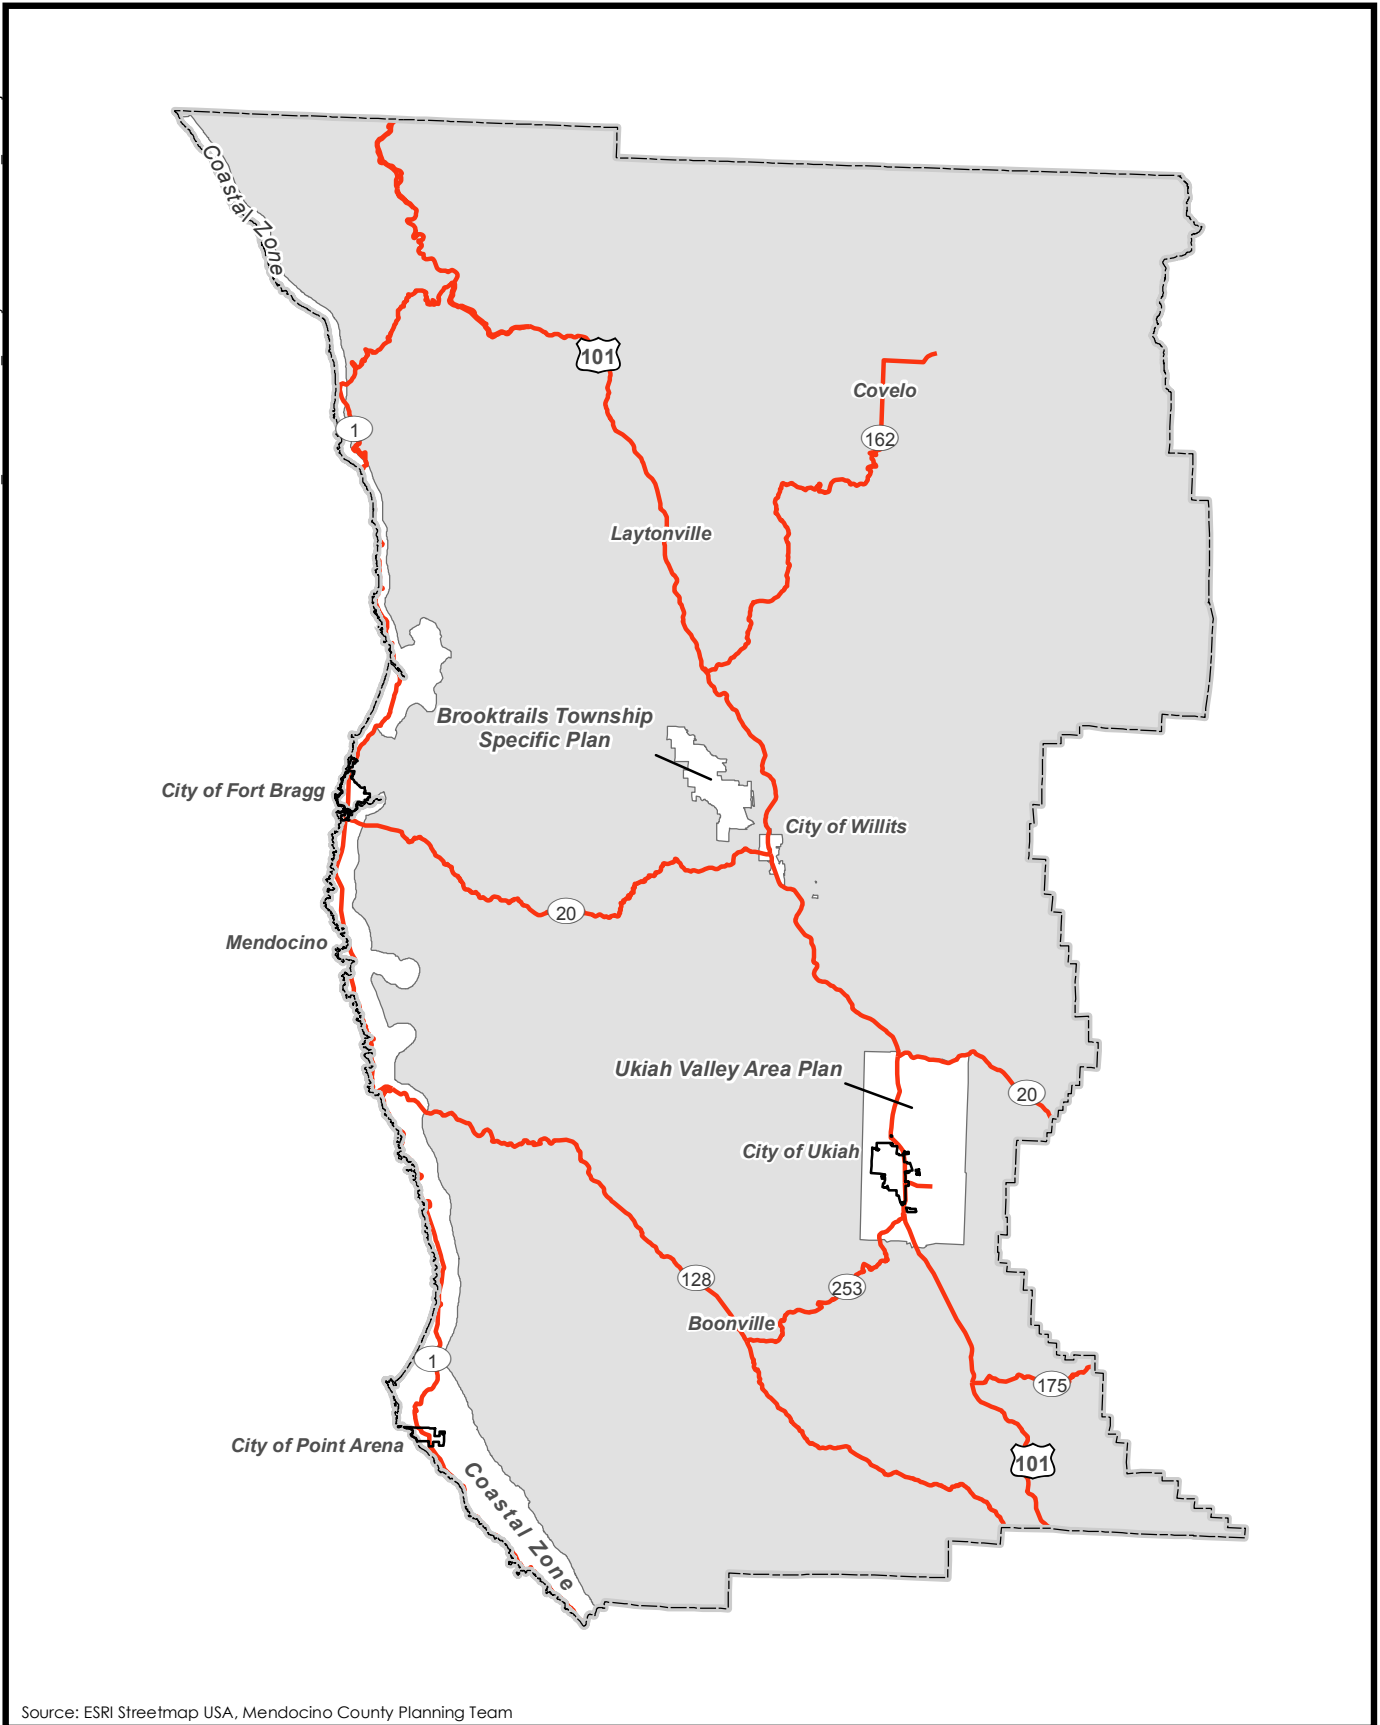 Coastal Zone
101
Covelo
1
162
Laytonville
Brooktrails Township
Specific Plan
City of Fort Bragg
City of Willits
20
Mendocino
Ukiah Valley Area Plan
20
City of Ukiah
128
253
Boonville
1
175
City of Point Arena
101
Coastal Zone
Source: ESRI Streetmap USA, Mendocino County Planning Team